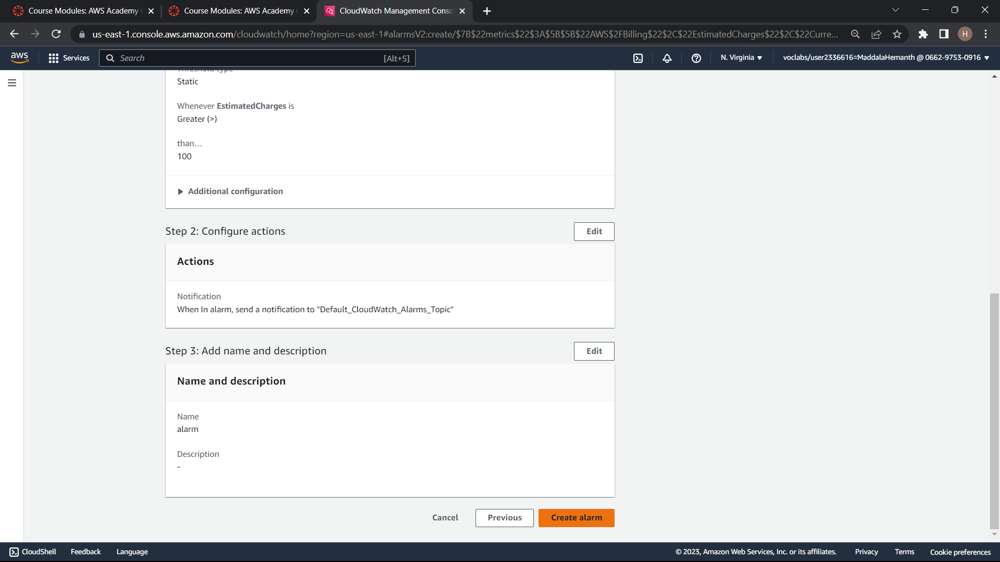 Course Modules: AWS Academy
Course Modules: AWS Academy
CloudWatch Management Conso
us-east-1.console.aws.amazon.com/cloudwatch/home?region=us-east-1#alarmsV2:create/$7B$22metrics$22$3A$5B$5B$22AWS$2FBilling$22$2C$22EstimatedCharges$22$2C$22Curre...
H
aws
Services
Search
[Alt+S]
N. Virginia
voclabs/user2336616=MaddalaHemanth @ 0662-9753-0916
Threshold type
Static
Whenever EstimatedCharges is
Greater (>)
than...
100
Additional configuration
Step 2: Configure actions
Edit
Actions
Notification
When In alarm, send a notification to "Default_CloudWatch_Alarms_Topic"
Step 3: Add name and description
Edit
Name and description
Name
alarm
Description
-
Cancel
Previous
Create alarm
CloudShell
Feedback
Language
© 2023, Amazon Web Services, Inc. or its affiliates.
Privacy
Terms
Cookie preferences